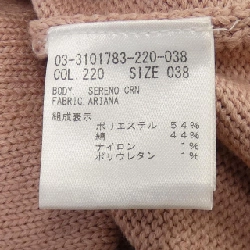 03-3101783-220-038
COL.220 SIZE 038
BODY SERENO CRN
FABRIC ARIANA
組成表示
ポリエステル 54%
綿 44%
ナイロン 1%
ポリウレタン 1%